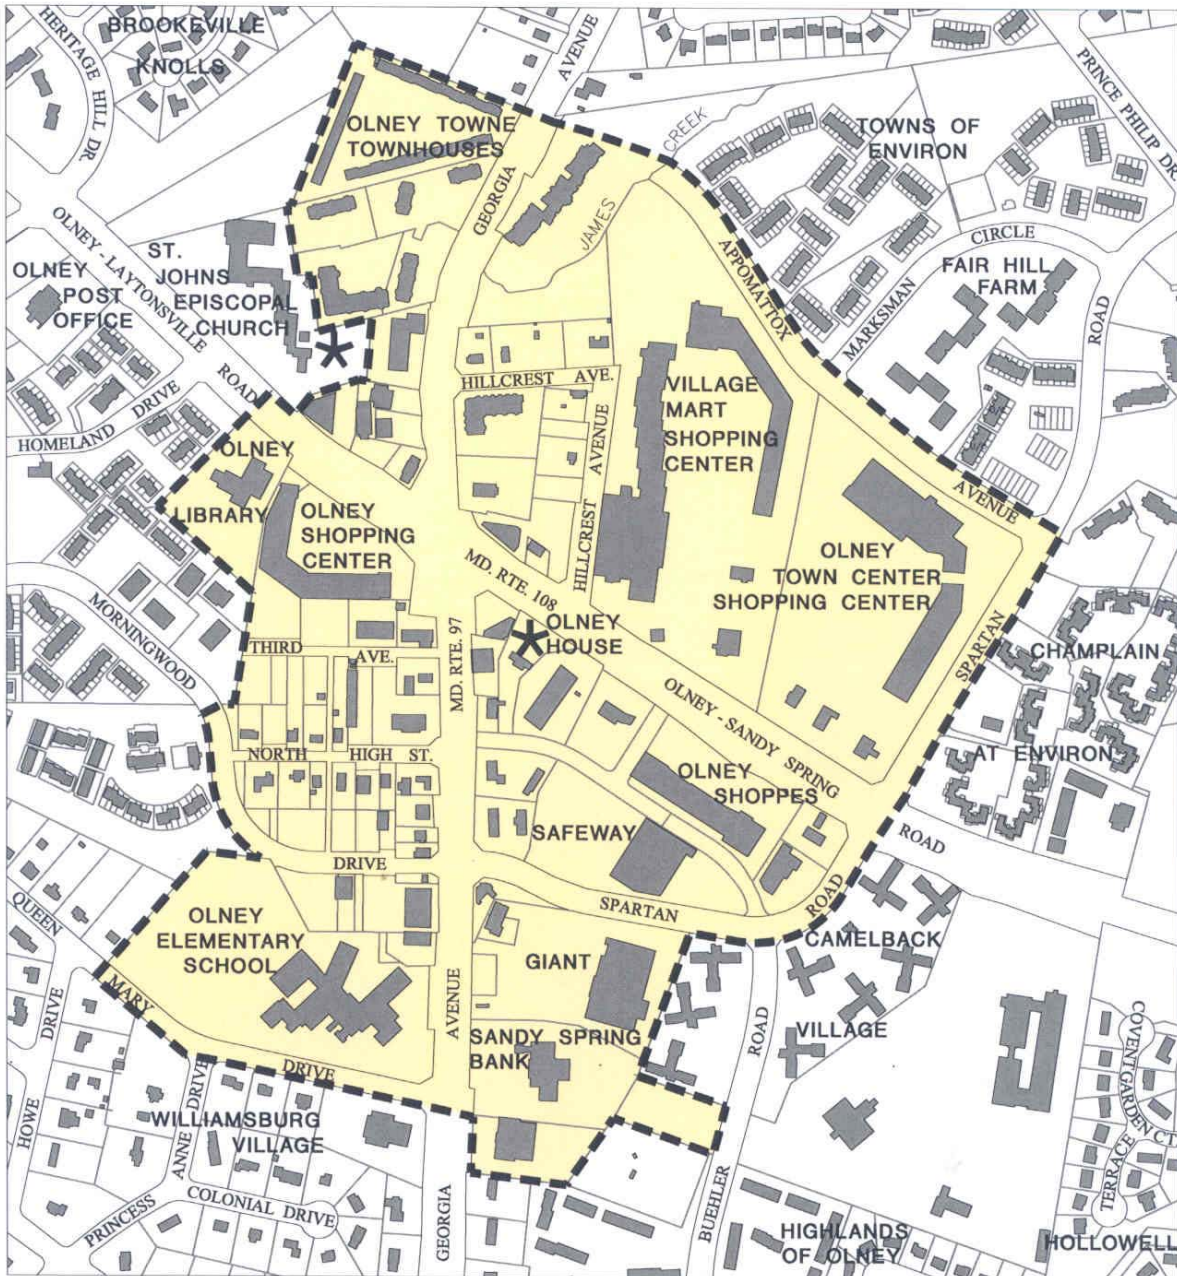 BROOKEVILLE
KNOLLS
HERITAGE HILL DR.
AVENUE
PRINCE PHILIP DR.
OLNEY TOWNE
TOWNHOUSES
CREEK
TOWNS OF
ENVIRON
GEORGIA
JAMES
OLNEY - LAYTONSVILLE
ROAD
ST.
JOHNS
EPISCOPAL
CHURCH
OLNEY
POST
OFFICE
APPOMATTOX
AVENUE
MARKSMAN
CIRCLE
FAIR HILL
FARM
ROAD
HILLCREST AVE.
HILLCREST
AVENUE
VILLAGE
MART
SHOPPING
CENTER
HOMELAND
DRIVE
OLNEY
LIBRARY
OLNEY
SHOPPING
CENTER
MD. RTE. 108
OLNEY
TOWN CENTER
SHOPPING CENTER
OLNEY
HOUSE
MORNINGWOOD
THIRD
AVE.
MD. RTE. 97
SPARTAN
CHAMPLAIN
AT ENVIRON
OLNEY - SANDY SPRING
ROAD
NORTH HIGH ST.
OLNEY
SHOPPES
SAFEWAY
DRIVE
SPARTAN
ROAD
CAMELBACK
VILLAGE
QUEEN
MARY
DRIVE
OLNEY
ELEMENTARY
SCHOOL
GIANT
AVENUE
SANDY SPRING
BANK
ROAD
BUEHLER
DRIVE
HOWE
ANNE DRIVE
PRINCESS
WILLIAMSBURG
VILLAGE
COLONIAL DRIVE
GEORGIA
COVENTGARDEN CT.
TERRACE
HIGHLANDS
OF OLNEY
HOLLOWELL